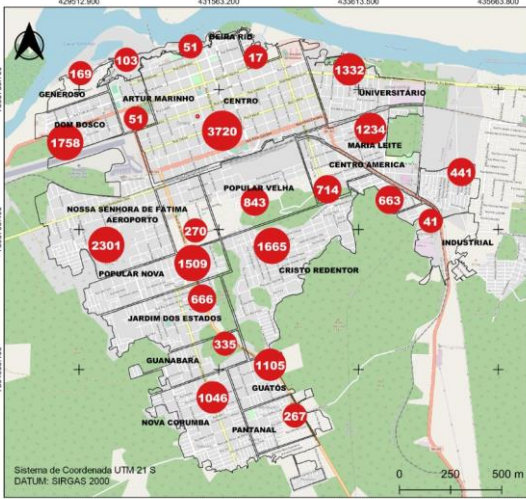 429512.900 431563.200 433613.500 435663.800
BEIRA RIO
51
17
103
169
1332
GENEROSO
ARTUR MARINHO
CENTRO
UNIVERSITÁRIO
DOM BOSCO
51
1758
3720
1234
MARIA LEITE
CENTRO AMERICA
441
POPULAR VELHA
714
663
843
NOSSA SENHORA DE FÁTIMA
AEROPORTO
270
41
2301
1665
INDUSTRIAL
1509
POPULAR NOVA
CRISTO REDENTOR
666
JARDIM DOS ESTADOS
335
GUANABARA
1105
GUATÓS
1046
267
NOVA CORUMBA
PANTANAL
Sistema de Coordenada UTM 21 S
DATUM: SIRGAS 2000
0 250 500 m